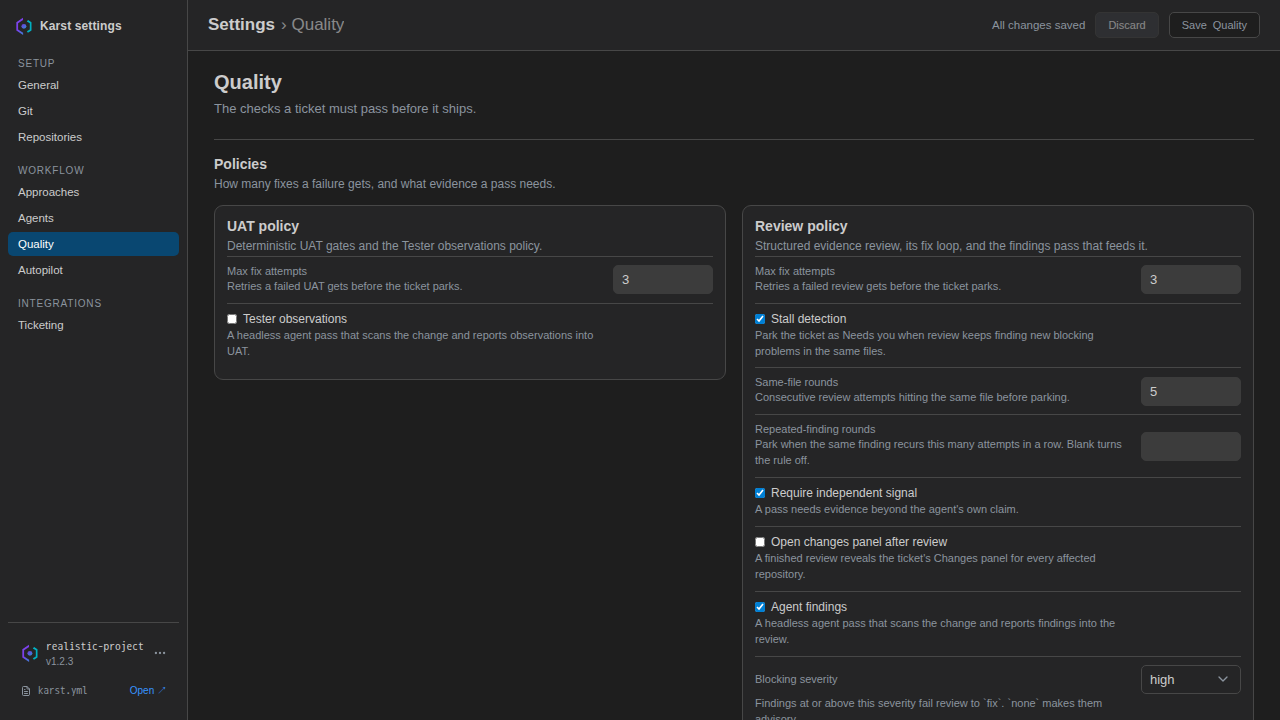 Karst settings
SETUP
General
Git
Repositories
WORKFLOW
Approaches
Agents
Quality
Autopilot
INTEGRATIONS
Ticketing
realistic-project
v1.2.3
karst.yml
Open ↗
Settings › Quality
All changes saved
Discard
Save Quality
Quality
The checks a ticket must pass before it ships.
Policies
How many fixes a failure gets, and what evidence a pass needs.
UAT policy
Deterministic UAT gates and the Tester observations policy.
Max fix attempts
Retries a failed UAT gets before the ticket parks.
3
Tester observations
A headless agent pass that scans the change and reports observations into
UAT.
Review policy
Structured evidence review, its fix loop, and the findings pass that feeds it.
Max fix attempts
Retries a failed review gets before the ticket parks.
3
Stall detection
Park the ticket as Needs you when review keeps finding new blocking
problems in the same files.
Same-file rounds
Consecutive review attempts hitting the same file before parking.
5
Repeated-finding rounds
Park when the same finding recurs this many attempts in a row. Blank turns
the rule off.
Require independent signal
A pass needs evidence beyond the agent's own claim.
Open changes panel after review
A finished review reveals the ticket's Changes panel for every affected
repository.
Agent findings
A headless agent pass that scans the change and reports findings into the
review.
Blocking severity
high
Findings at or above this severity fail review to `fix`. `none` makes them
advisory.